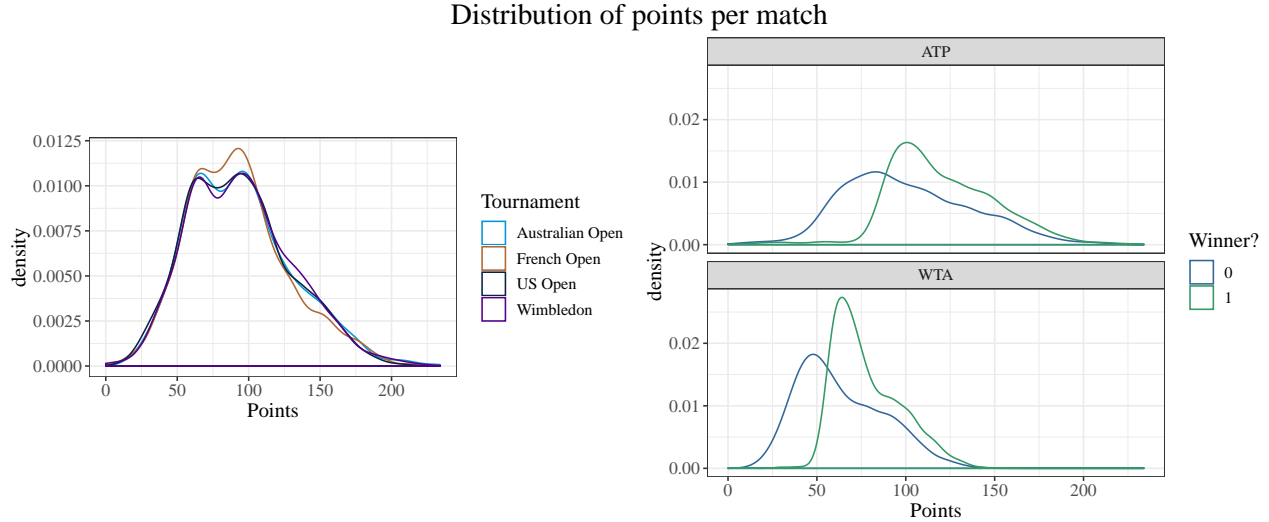 Distribution of points per match
density
0.0125
0.0100
0.0075
0.0050
0.0025
0.0000
0
50
100
150
200
Points
Tournament
Australian Open
French Open
US Open
Wimbledon
density
ATP
0.02
0.01
0.00
WTA
0.02
0.01
0.00
0
50
100
150
200
Points
Winner?
0
1